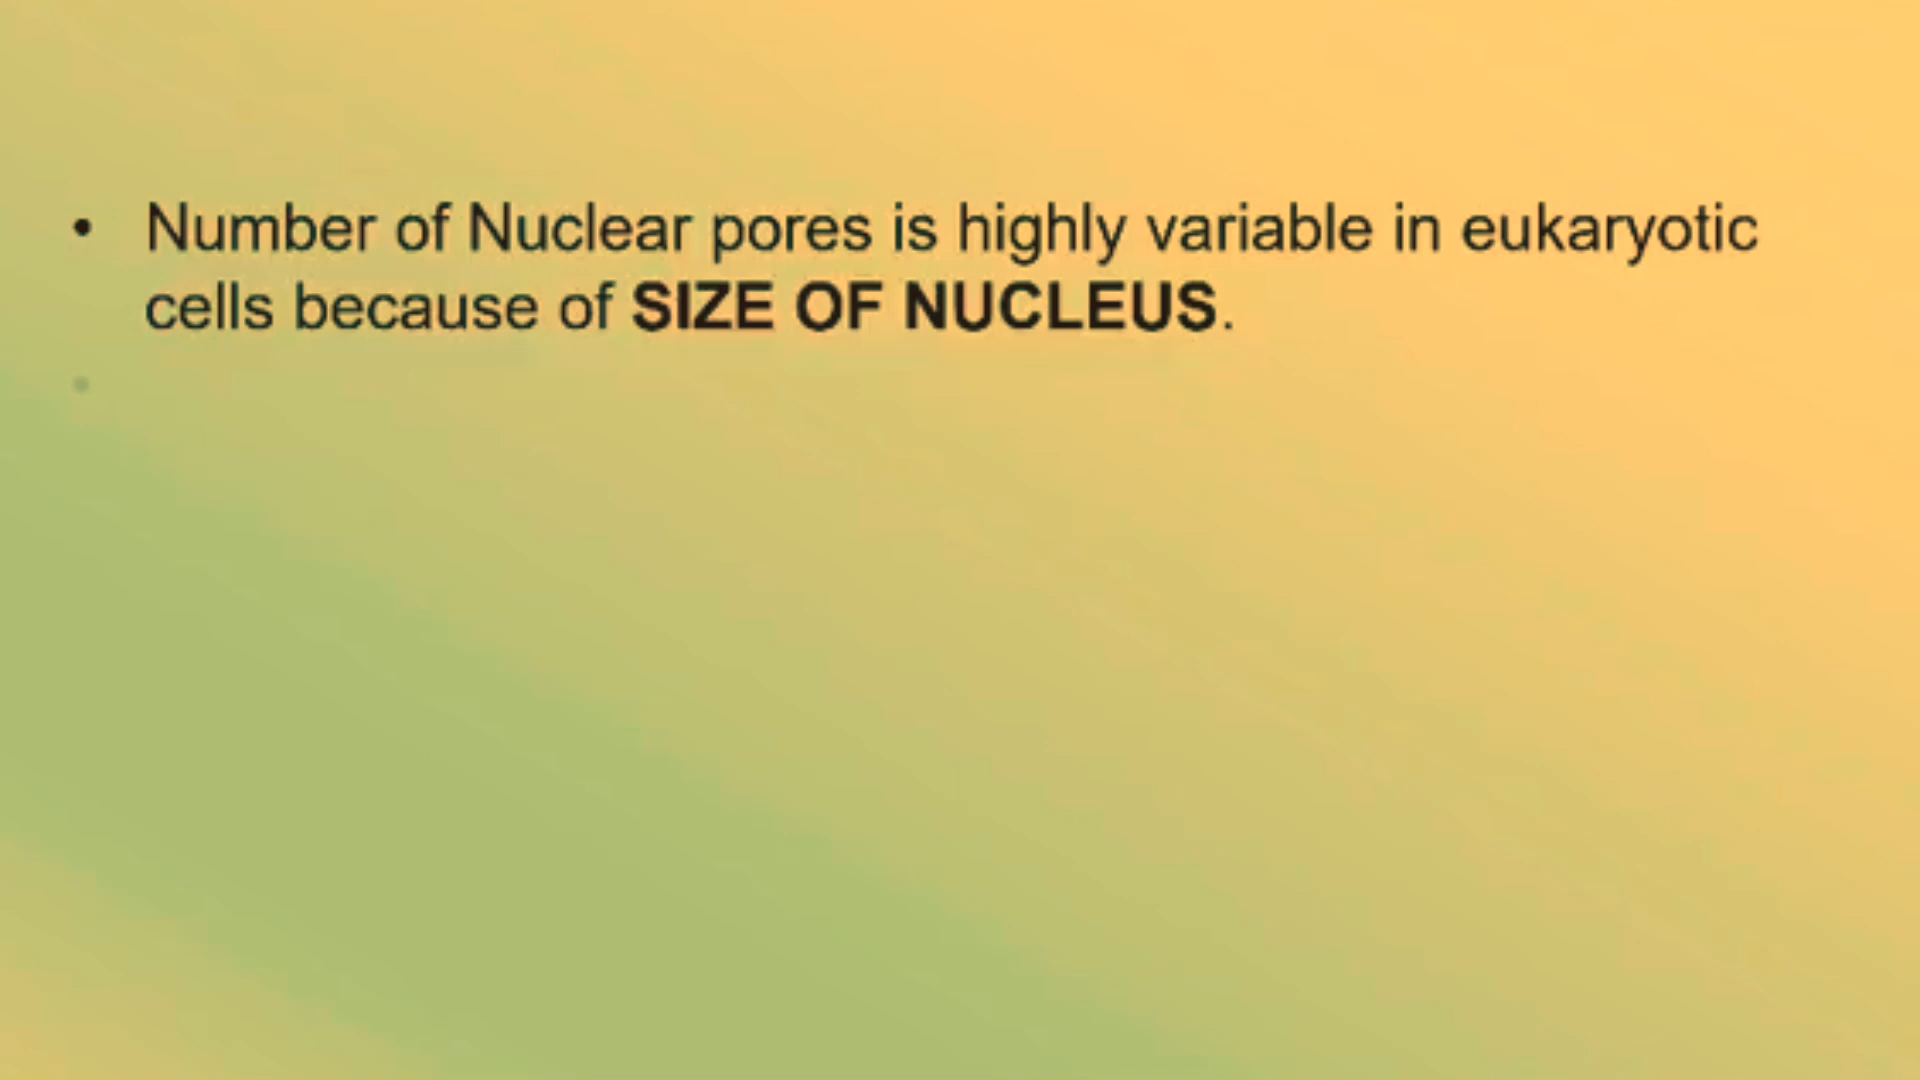 • Number of Nuclear pores is highly variable in eukaryotic
cells because of SIZE OF NUCLEUS.
•